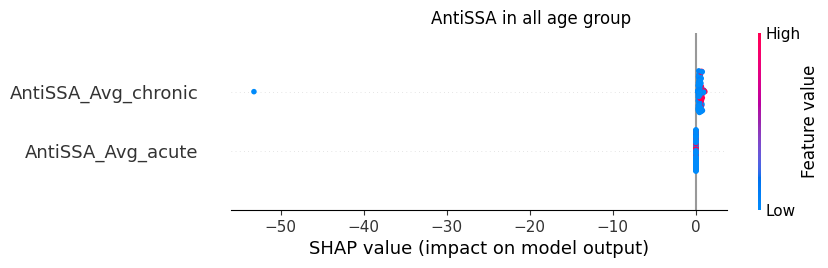 AntiSSA in all age group
High
AntiSSA_Avg_chronic
AntiSSA_Avg_acute
Feature value
Low
−50 −40 −30 −20 −10 0
SHAP value (impact on model output)